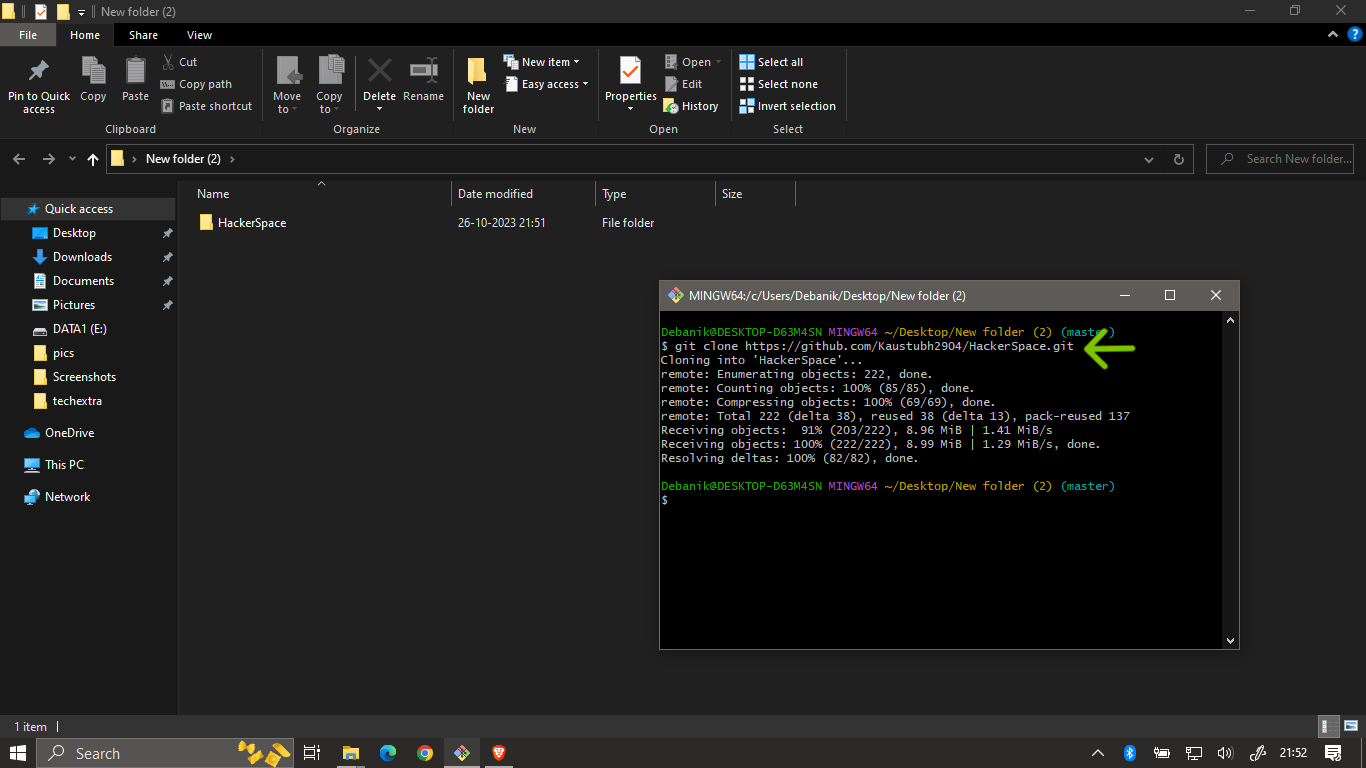 New folder (2)
File Home Share View
Pin to Quick access
Copy
Paste
Cut
Copy path
Paste shortcut
Clipboard
Move to
Copy to
Delete
Rename
Organize
New folder
New item
Easy access
New
Properties
Open
Edit
History
Open
Select all
Select none
Invert selection
Select
New folder (2)
Search New folder...
Name Date modified Type Size
HackerSpace 26-10-2023 21:51 File folder
Quick access
Desktop
Downloads
Documents
Pictures
DATA1 (E:)
pics
Screenshots
techextra
OneDrive
This PC
Network
MINGW64:/c/Users/Debanik/Desktop/New folder (2)
Debanik@DESKTOP-D63M4SN MINGW64 ~/Desktop/New folder (2) (master)
$ git clone https://github.com/Kaustubh2904/HackerSpace.git
Cloning into 'HackerSpace'...
remote: Enumerating objects: 222, done.
remote: Counting objects: 100% (85/85), done.
remote: Compressing objects: 100% (69/69), done.
remote: Total 222 (delta 38), reused 38 (delta 13), pack-reused 137
Receiving objects:  91% (203/222), 8.96 MiB | 1.41 MiB/s
Receiving objects: 100% (222/222), 8.99 MiB | 1.29 MiB/s, done.
Resolving deltas: 100% (82/82), done.
Debanik@DESKTOP-D63M4SN MINGW64 ~/Desktop/New folder (2) (master)
$
1 item
Search
21:52